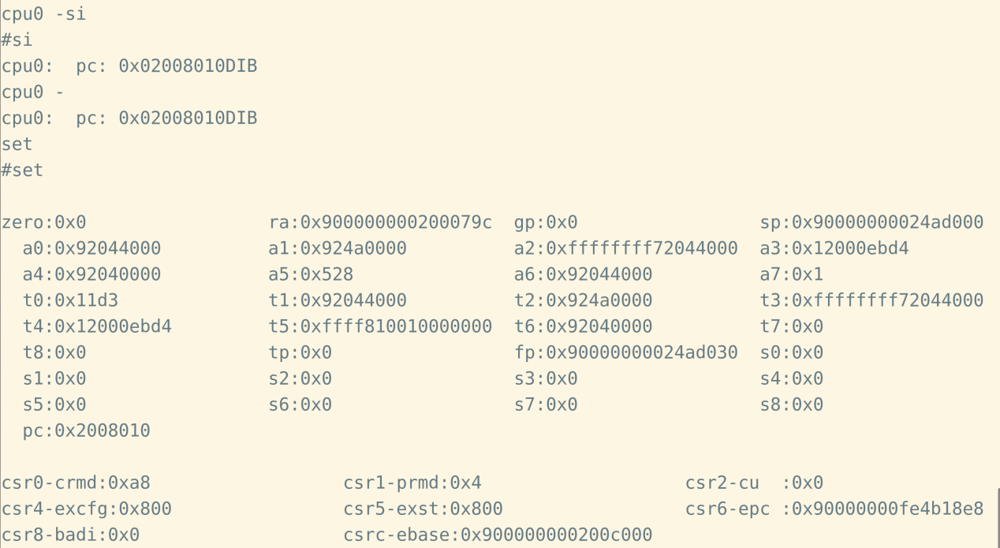 cpu0 -si
#si
cpu0:  pc: 0x02008010DIB
cpu0 -
cpu0:  pc: 0x02008010DIB
set
#set
zero:0x0 ra:0x900000000200079c gp:0x0 sp:0x90000000024ad000
a0:0x92044000 a1:0x924a0000 a2:0xffffffff72044000 a3:0x12000ebd4
a4:0x92040000 a5:0x528 a6:0x92044000 a7:0x1
t0:0x11d3 t1:0x92044000 t2:0x924a0000 t3:0xffffffff72044000
t4:0x12000ebd4 t5:0xffff810010000000 t6:0x92040000 t7:0x0
t8:0x0 tp:0x0 fp:0x90000000024ad030 s0:0x0
s1:0x0 s2:0x0 s3:0x0 s4:0x0
s5:0x0 s6:0x0 s7:0x0 s8:0x0
pc:0x2008010
csr0-crmd:0xa8 csr1-prmd:0x4 csr2-cu  :0x0
csr4-excfg:0x800 csr5-exst:0x800 csr6-epc :0x90000000fe4b18e8
csr8-badi:0x0 csrc-ebase:0x900000000200c000